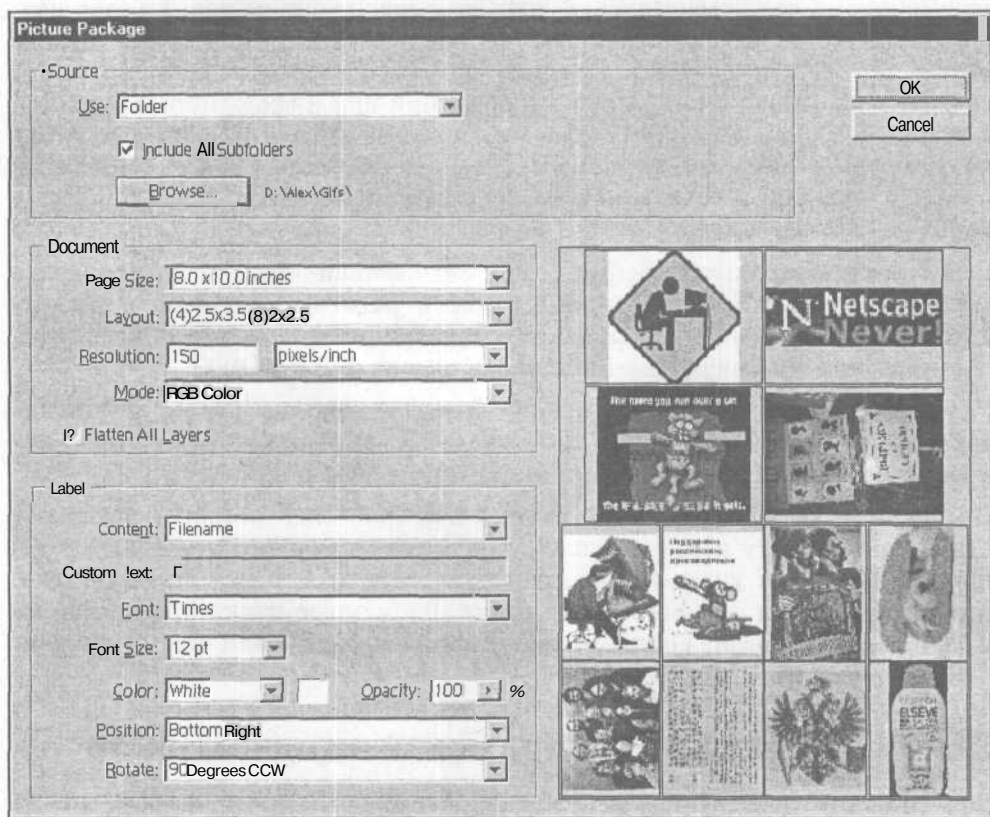 Picture Package
•Source
Use: Folder
Include All Subfolders
Browse... D:\Alex\Gifs\
OK
Cancel
Document
Page Size: 8.0 x 10.0 inches
Layout: (4)2.5x3.5(8)2x2.5
Resolution: 150 pixels/inch
Mode: RGB Color
I? Flatten All Layers
Label
Content: Filename
Custom !ext: Г
Font: Times
Font Size: 12 pt
Color: White Opacity: 100 %
Position: Bottom Right
Rotate: 90 Degrees CCW
N Netscape
Never!
ELSEVE